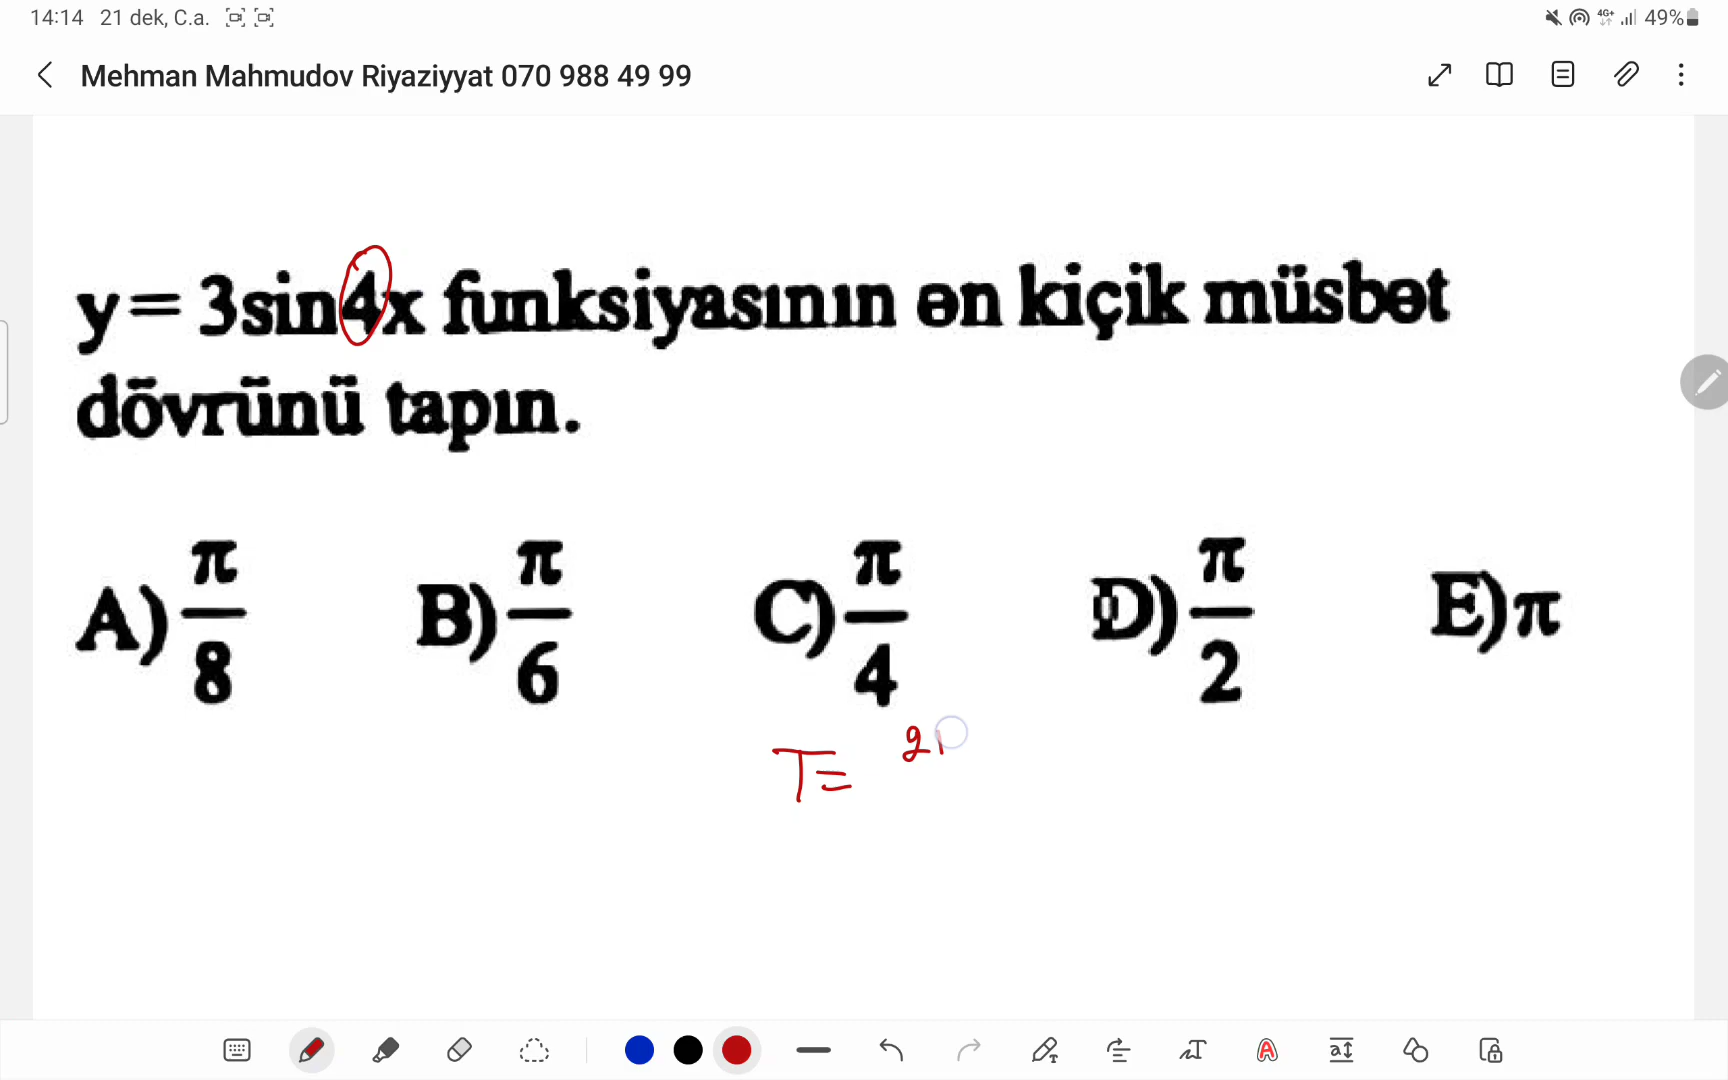 14:14 21 dek, C.a. 4G+ 49%
Mehman Mahmudov Riyaziyyat 070 988 49 99
y = 3sin4x funksiyasının ən kiçik müsbət
dövrünü tapın.
A) π/8 B) π/6 C) π/4 D) π/2 E) π
T=